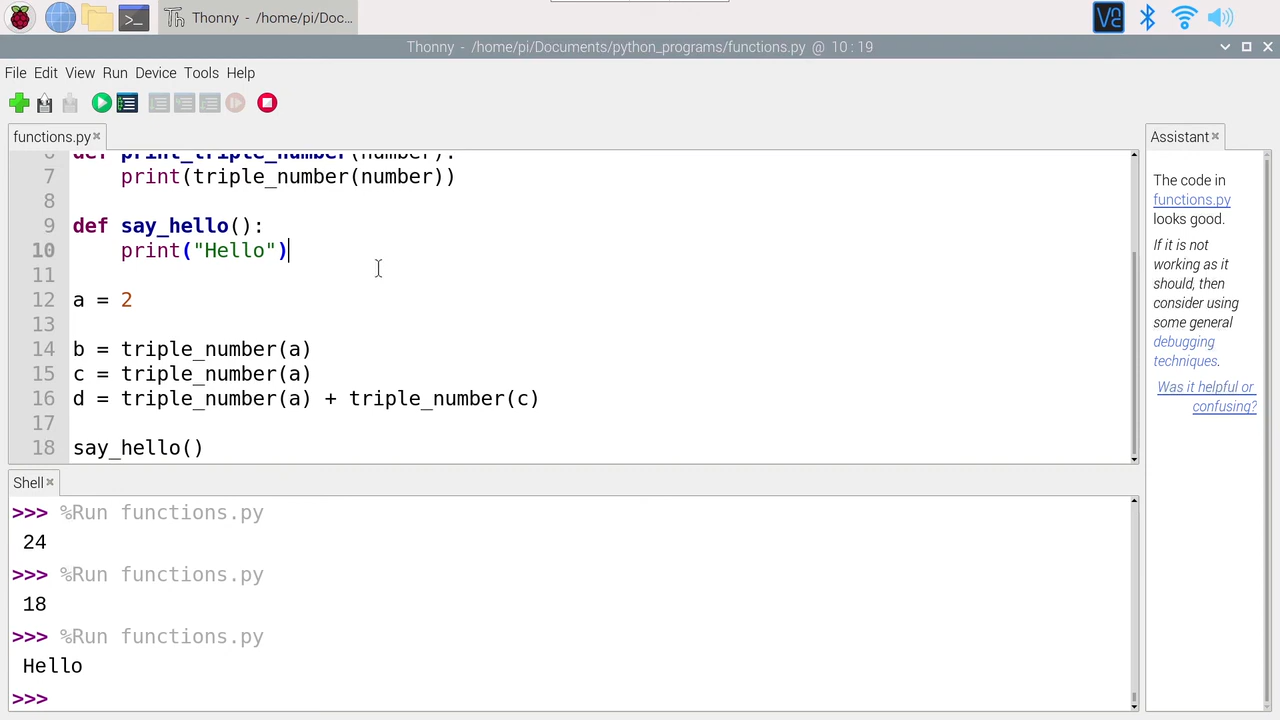 Thonny - /home/pi/Doc...
Thonny - /home/pi/Documents/python_programs/functions.py @ 10 : 19
File Edit View Run Device Tools Help
functions.py
6 def print_triple_number(number):
7 print(triple_number(number))
8
9 def say_hello():
10 print("Hello")
11
12 a = 2
13
14 b = triple_number(a)
15 c = triple_number(a)
16 d = triple_number(a) + triple_number(c)
17
18 say_hello()
Shell
>>> %Run functions.py
24
>>> %Run functions.py
18
>>> %Run functions.py
Hello
>>>
Assistant
The code in
functions.py
looks good.
If it is not
working as it
should, then
consider using
some general
debugging
techniques.
Was it helpful or
confusing?